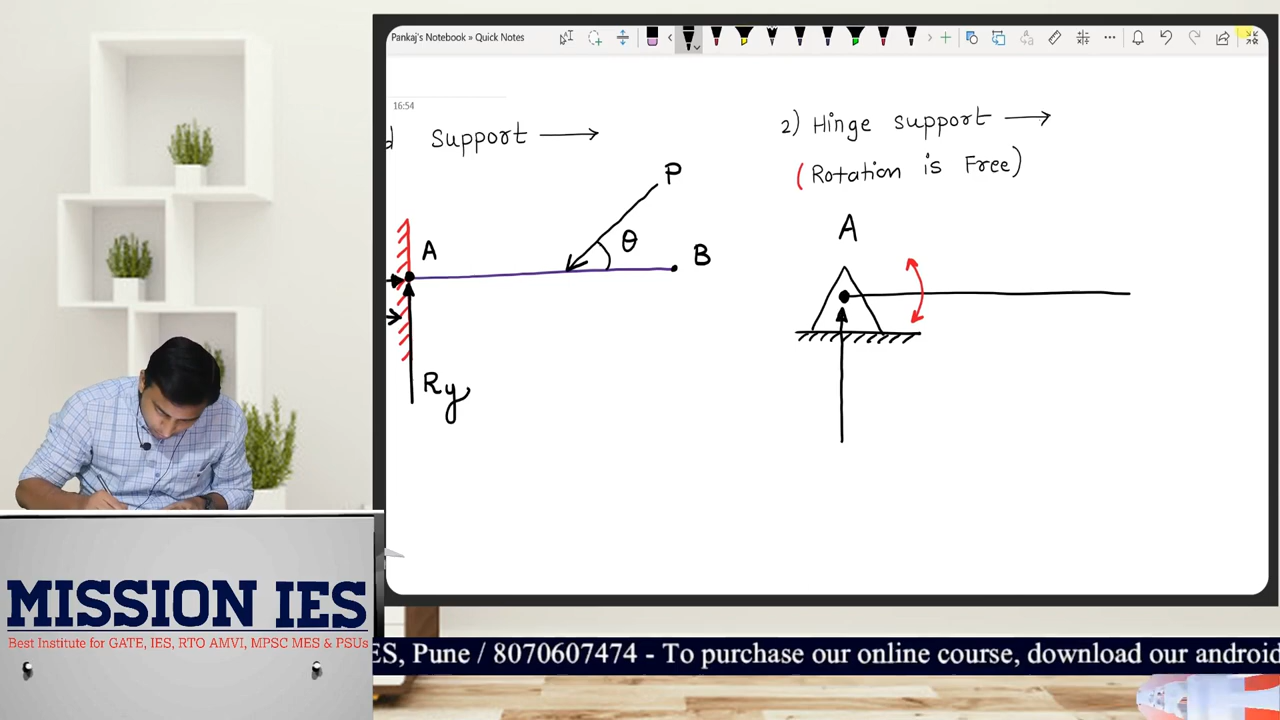 Pankaj's Notebook » Quick Notes
16:54
d Support →
P
θ
A
B
Ry
2) Hinge support →
(Rotation is Free)
A
MISSION IES
Best Institute for GATE, IES, RTO AMVI, MPSC MES & PSUs
ES, Pune / 8070607474 - To purchase our online course, download our android